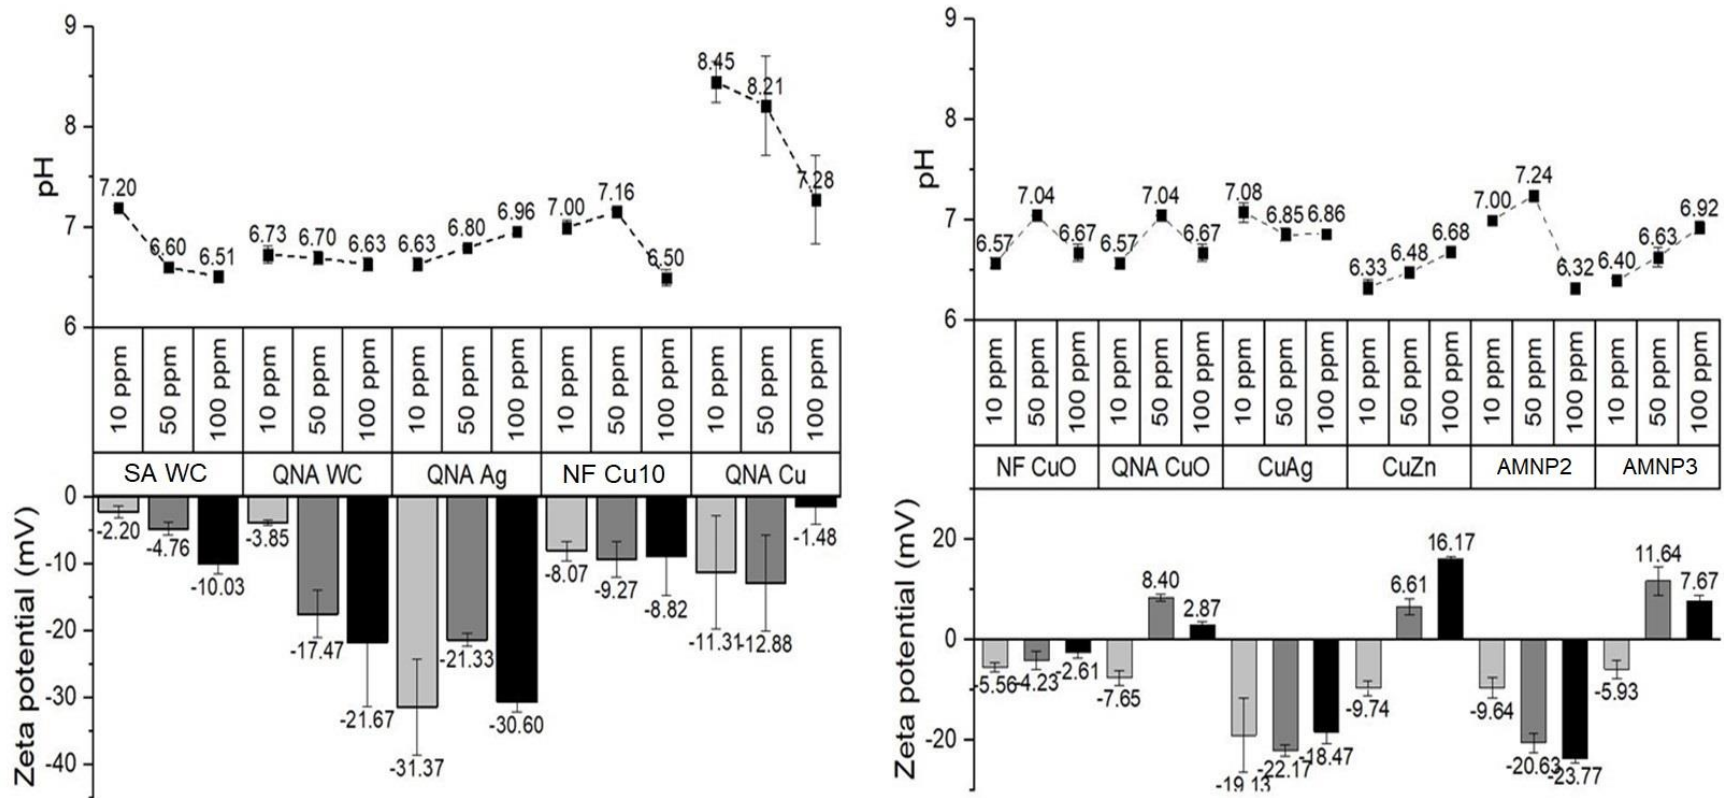 9
8
7
6
pH
7.20
6.60
6.51
6.73
6.70
6.63
6.63
6.80
6.96
7.00
7.16
6.50
8.45
8.21
7.28
10 ppm
50 ppm
100 ppm
10 ppm
50 ppm
100 ppm
10 ppm
50 ppm
100 ppm
10 ppm
50 ppm
100 ppm
10 ppm
50 ppm
100 ppm
SA WC
QNA WC
QNA Ag
NF Cu10
QNA Cu
0
-10
-20
-30
-40
Zeta potential (mV)
-2.20
-4.76
-10.03
-3.85
-17.47
-21.67
-31.37
-21.33
-30.60
-8.07
-9.27
-8.82
-11.31
-12.88
-1.48
9
8
7
6
pH
6.57
7.04
6.67
6.57
7.04
6.67
7.08
6.85
6.86
6.33
6.48
6.68
7.00
7.24
6.32
6.40
6.63
6.92
10 ppm
50 ppm
100 ppm
10 ppm
50 ppm
100 ppm
10 ppm
50 ppm
100 ppm
10 ppm
50 ppm
100 ppm
10 ppm
50 ppm
100 ppm
10 ppm
50 ppm
100 ppm
NF CuO
QNA CuO
CuAg
CuZn
AMNP2
AMNP3
20
0
-20
Zeta potential (mV)
-5.56
-4.23
-2.61
-7.65
8.40
2.87
-19.13
-22.17
-18.47
-9.74
6.61
16.17
-9.64
-20.63
-23.77
-5.93
11.64
7.67